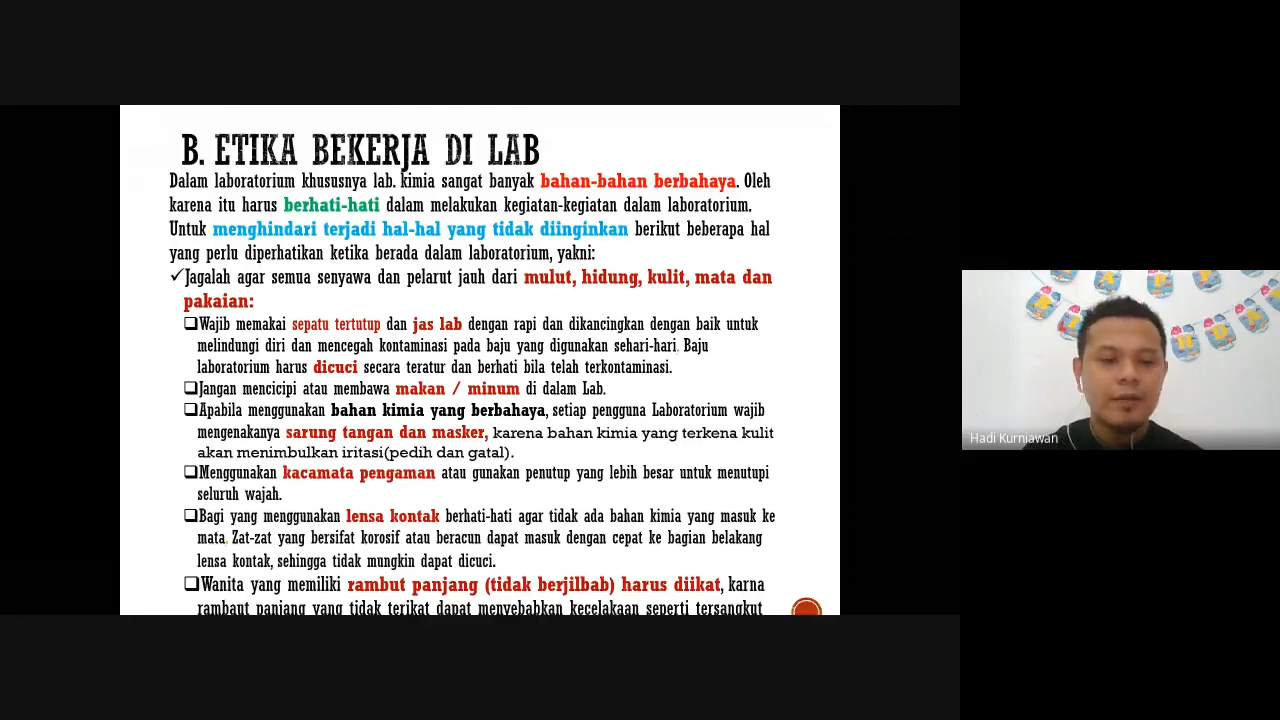 B. ETIKA BEKERJA DI LAB
Dalam laboratorium khususnya lab. kimia sangat banyak bahan-bahan berbahaya. Oleh
karena itu harus berhati-hati dalam melakukan kegiatan-kegiatan dalam laboratorium.
Untuk menghindari terjadi hal-hal yang tidak diinginkan berikut beberapa hal
yang perlu diperhatikan ketika berada dalam laboratorium, yakni:
✓Jagalah agar semua senyawa dan pelarut jauh dari mulut, hidung, kulit, mata dan
pakaian:
❑Wajib memakai sepatu tertutup dan jas lab dengan rapi dan dikancingkan dengan baik untuk
melindungi diri dan mencegah kontaminasi pada baju yang digunakan sehari-hari. Baju
laboratorium harus dicuci secara teratur dan berhati bila telah terkontaminasi.
❑Jangan mencicipi atau membawa makan / minum di dalam Lab.
❑Apabila menggunakan bahan kimia yang berbahaya, setiap pengguna Laboratorium wajib
mengenakanya sarung tangan dan masker, karena bahan kimia yang terkena kulit
akan menimbulkan iritasi(pedih dan gatal).
❑Menggunakan kacamata pengaman atau gunakan penutup yang lebih besar untuk menutupi
seluruh wajah.
❑Bagi yang menggunakan lensa kontak berhati-hati agar tidak ada bahan kimia yang masuk ke
mata. Zat-zat yang bersifat korosif atau beracun dapat masuk dengan cepat ke bagian belakang
lensa kontak, sehingga tidak mungkin dapat dicuci.
❑Wanita yang memiliki rambut panjang (tidak berjilbab) harus diikat, karna
rambaut panjang yang tidak terikat dapat menyebabkan kecelakaan seperti tersangkut
Hadi Kurniawan